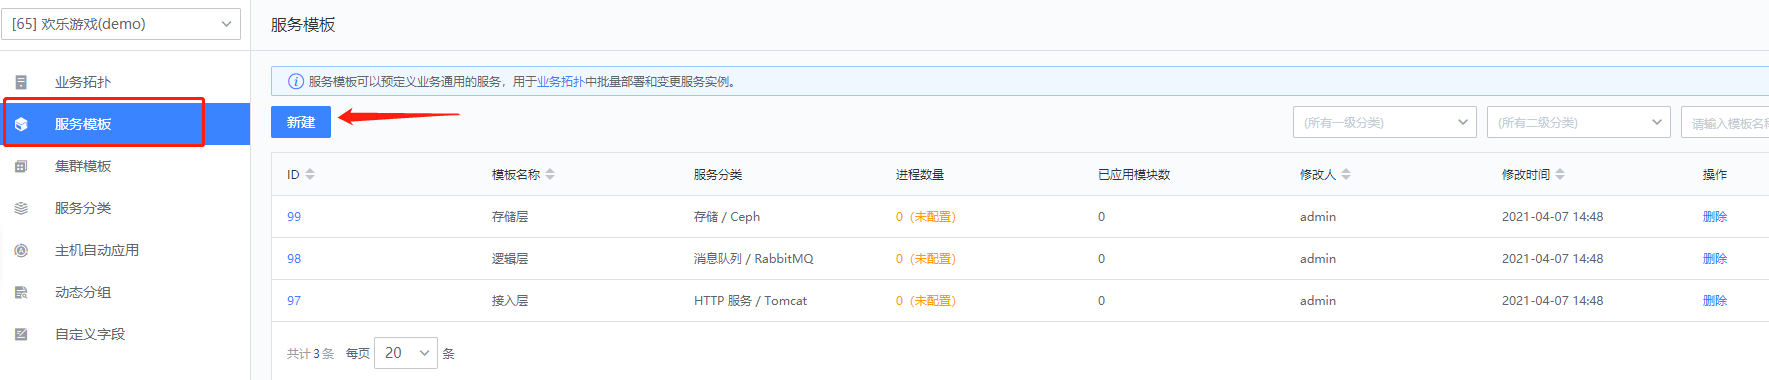 [65] 欢乐游戏(demo)
服务模板
业务拓扑
服务模板
集群模板
服务分类
主机自动应用
动态分组
自定义字段
服务模板可以预定义业务通用的服务，用于业务拓扑中批量部署和变更服务实例。
新建
(所有一级分类)
(所有二级分类)
请输入模板名称
ID 模板名称 服务分类 进程数量 已应用模块数 修改人 修改时间 操作
99 存储层 存储 / Ceph 0（未配置） 0 admin 2021-04-07 14:48 删除
98 逻辑层 消息队列 / RabbitMQ 0（未配置） 0 admin 2021-04-07 14:48 删除
97 接入层 HTTP 服务 / Tomcat 0（未配置） 0 admin 2021-04-07 14:48 删除
共计 3 条 每页 20 条